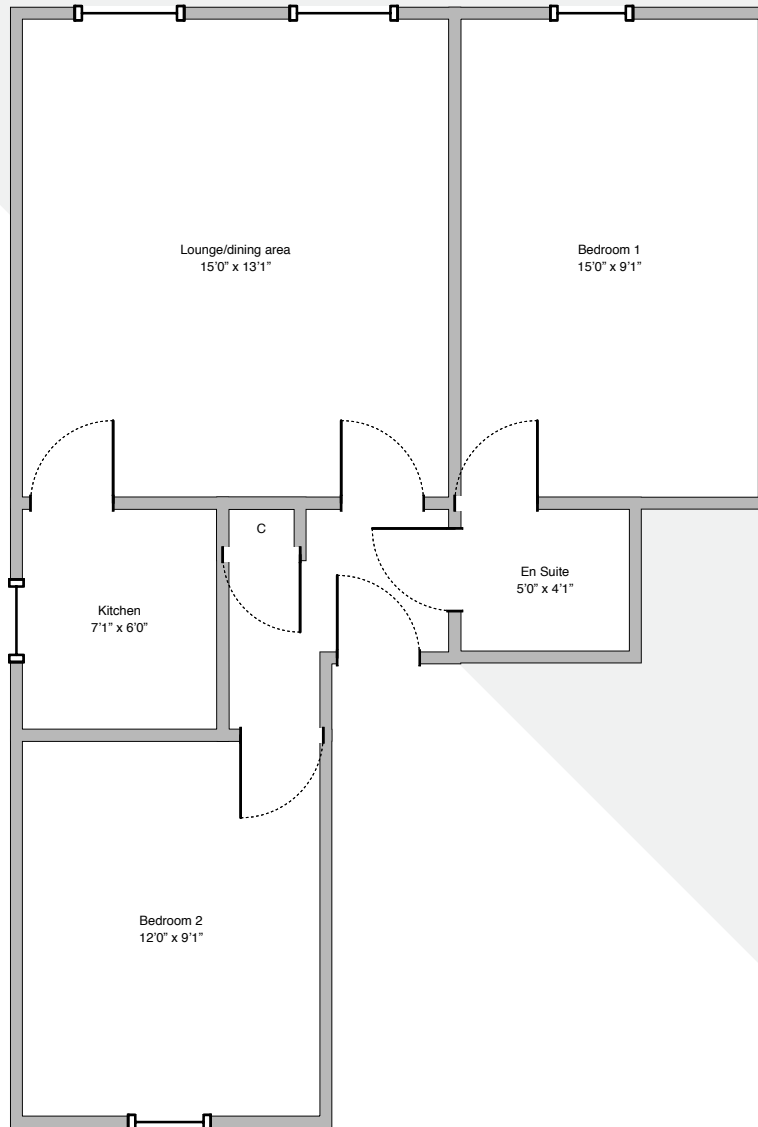 Lounge/dining area
15’0” x 13’1”
Bedroom 1
15’0” x 9’1”
C
En Suite
5’0” x 4’1”
Kitchen
7’1” x 6’0”
Bedroom 2
12’0” x 9’1”